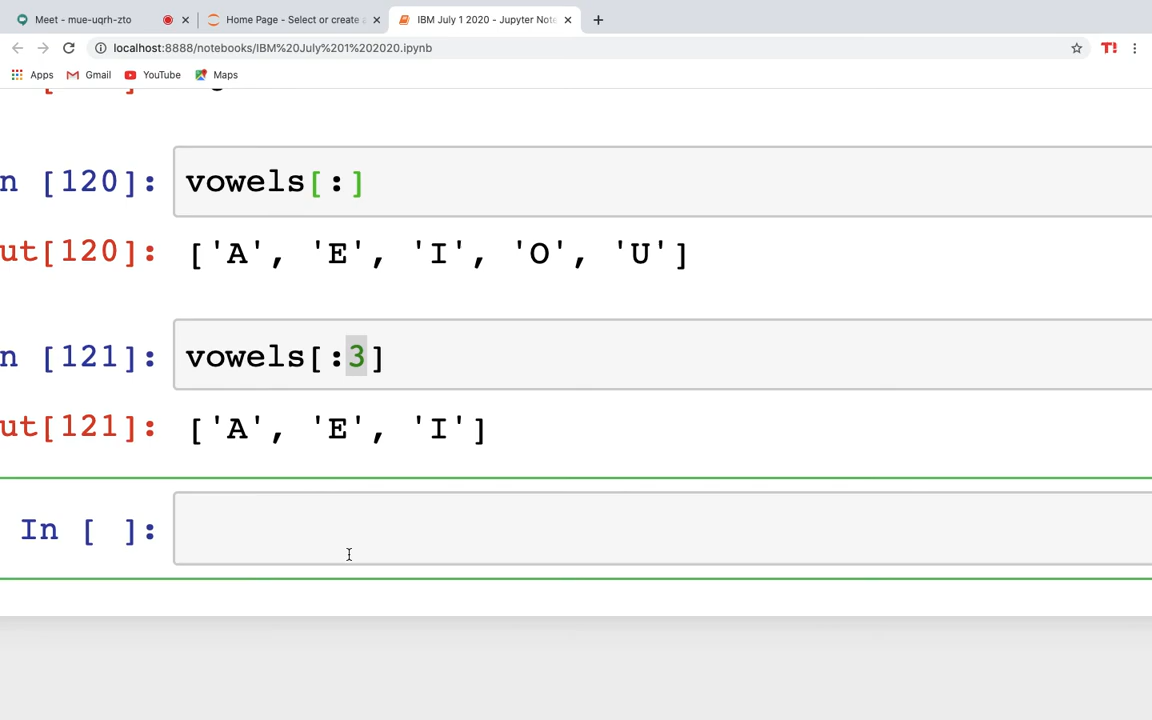 Meet - mue-uqrh-zto
Home Page - Select or create a
IBM July 1 2020 - Jupyter Note
localhost:8888/notebooks/IBM%20July%201%202020.ipynb
T!
Apps Gmail YouTube Maps
n [120]: vowels[:]
ut[120]: ['A', 'E', 'I', 'O', 'U']
n [121]: vowels[:3]
ut[121]: ['A', 'E', 'I']
In [ ]: